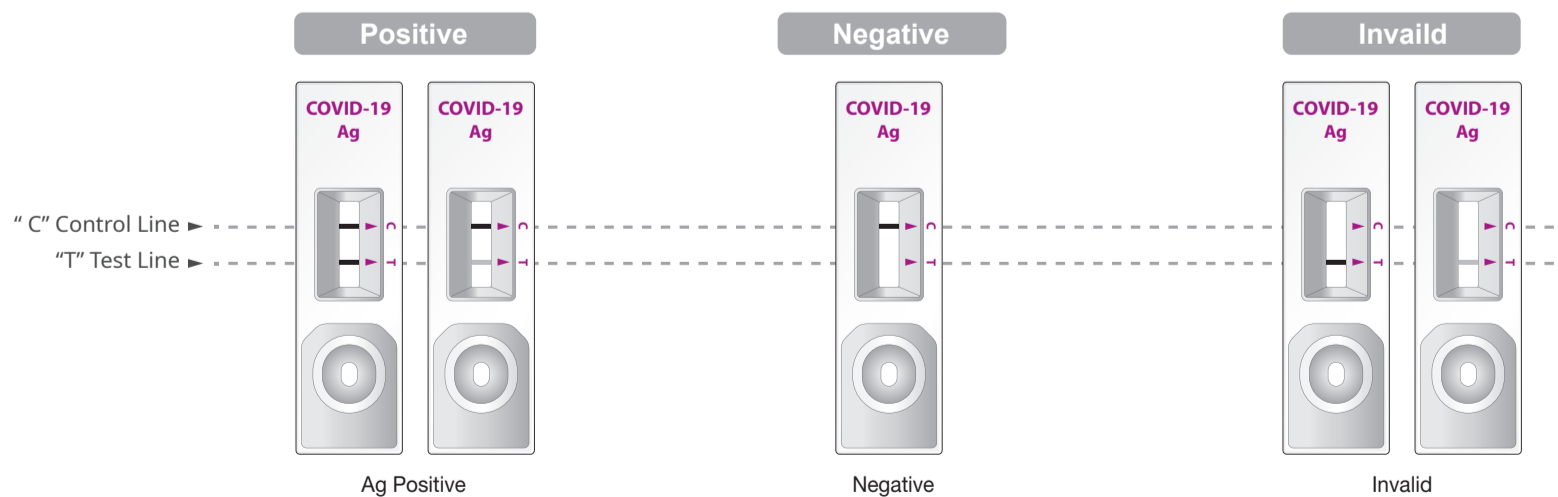 Positive
Negative
Invaild
COVID-19
Ag
COVID-19
Ag
COVID-19
Ag
COVID-19
Ag
COVID-19
Ag
“ C” Control Line ►
C
C
C
C
C
“T” Test Line ►
T
T
T
T
T
Ag Positive
Negative
Invalid